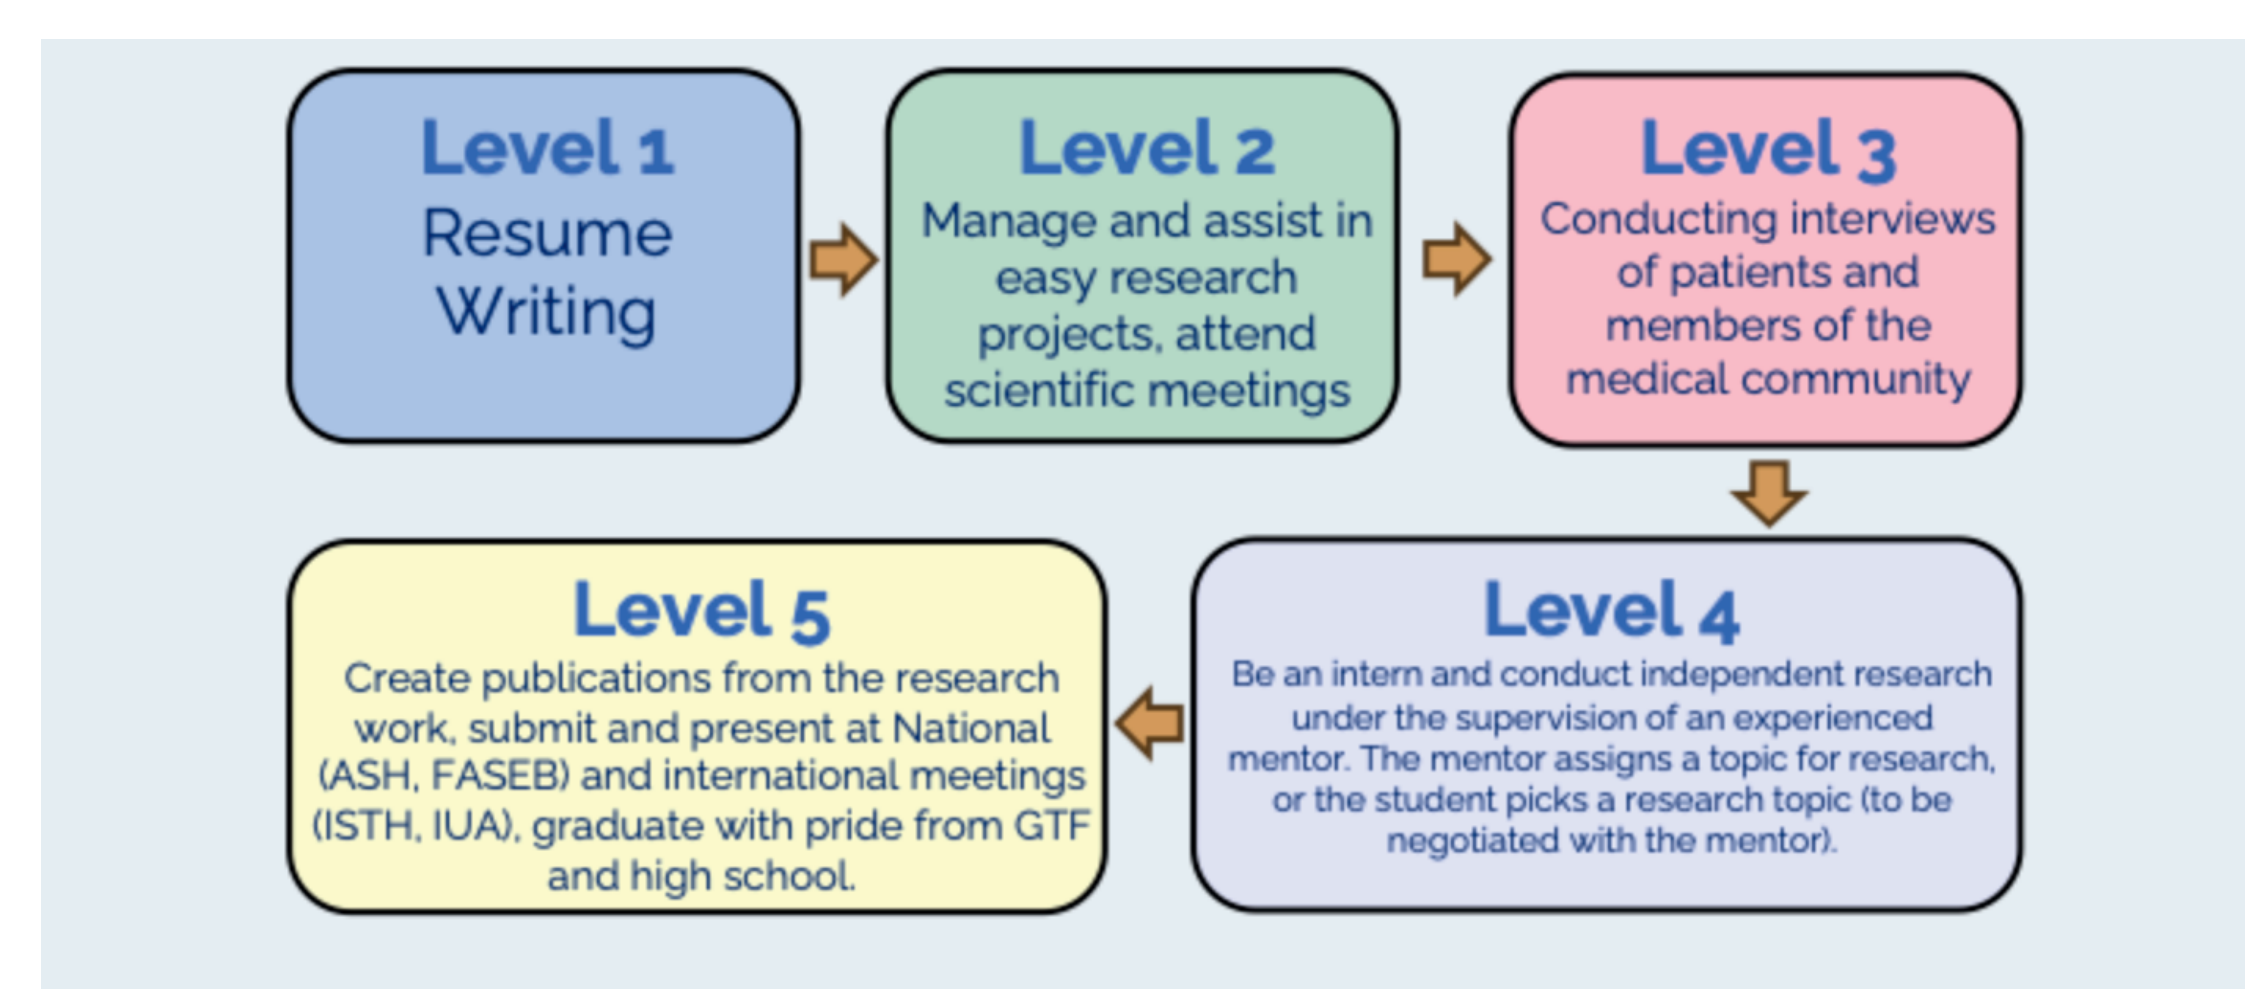 Level 1
Resume
Writing
Level 2
Manage and assist in
easy research
projects, attend
scientific meetings
Level 3
Conducting interviews
of patients and
members of the
medical community
Level 4
Be an intern and conduct independent research
under the supervision of an experienced
mentor. The mentor assigns a topic for research,
or the student picks a research topic (to be
negotiated with the mentor).
Level 5
Create publications from the research
work, submit and present at National
(ASH, FASEB) and international meetings
(ISTH, IUA), graduate with pride from GTF
and high school.